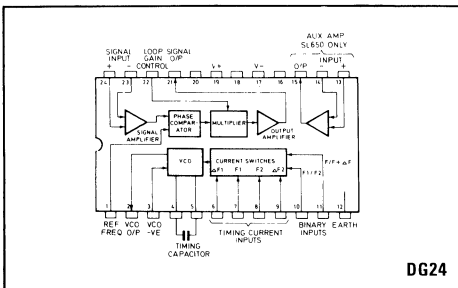 AUX AMP
SL650 ONLY
SIGNAL INPUT
LOOP GAIN CONTROL
SIGNAL O/P
V+
V-
O/P
INPUT
+ - - +
24 23 22 21 20 19 18 17 16 15 14 13
SIGNAL AMPLIFIER
PHASE COMPAR-
ATOR
MULTIPLIER
OUTPUT AMPLIFIER
VCO
CURRENT SWITCHES
ΔF1 F1 F2 ΔF2
F/F + ΔF
F1/F2
1 2 3 4 5 6 7 8 9 10 11 12
REF FREQ
VCO O/P
VCO -VE
TIMING CAPACITOR
TIMING CURRENT INPUTS
BINARY INPUTS
EARTH
DG24